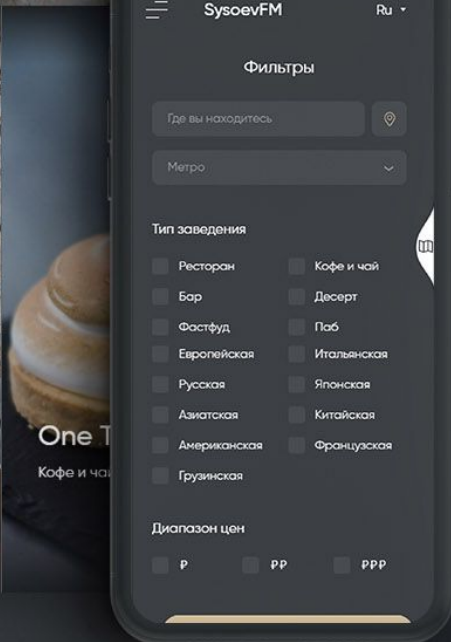 SysoevFM Ru
Фильтры
Где вы находитесь
Метро
Тип заведения
Ресторан Кофе и чай
Бар Десерт
Фастфуд Паб
Европейская Итальянская
Русская Японская
Азиатская Китайская
Американская Французская
Грузинская
Диапазон цен
₽ ₽₽ ₽₽₽
One
Кофе и